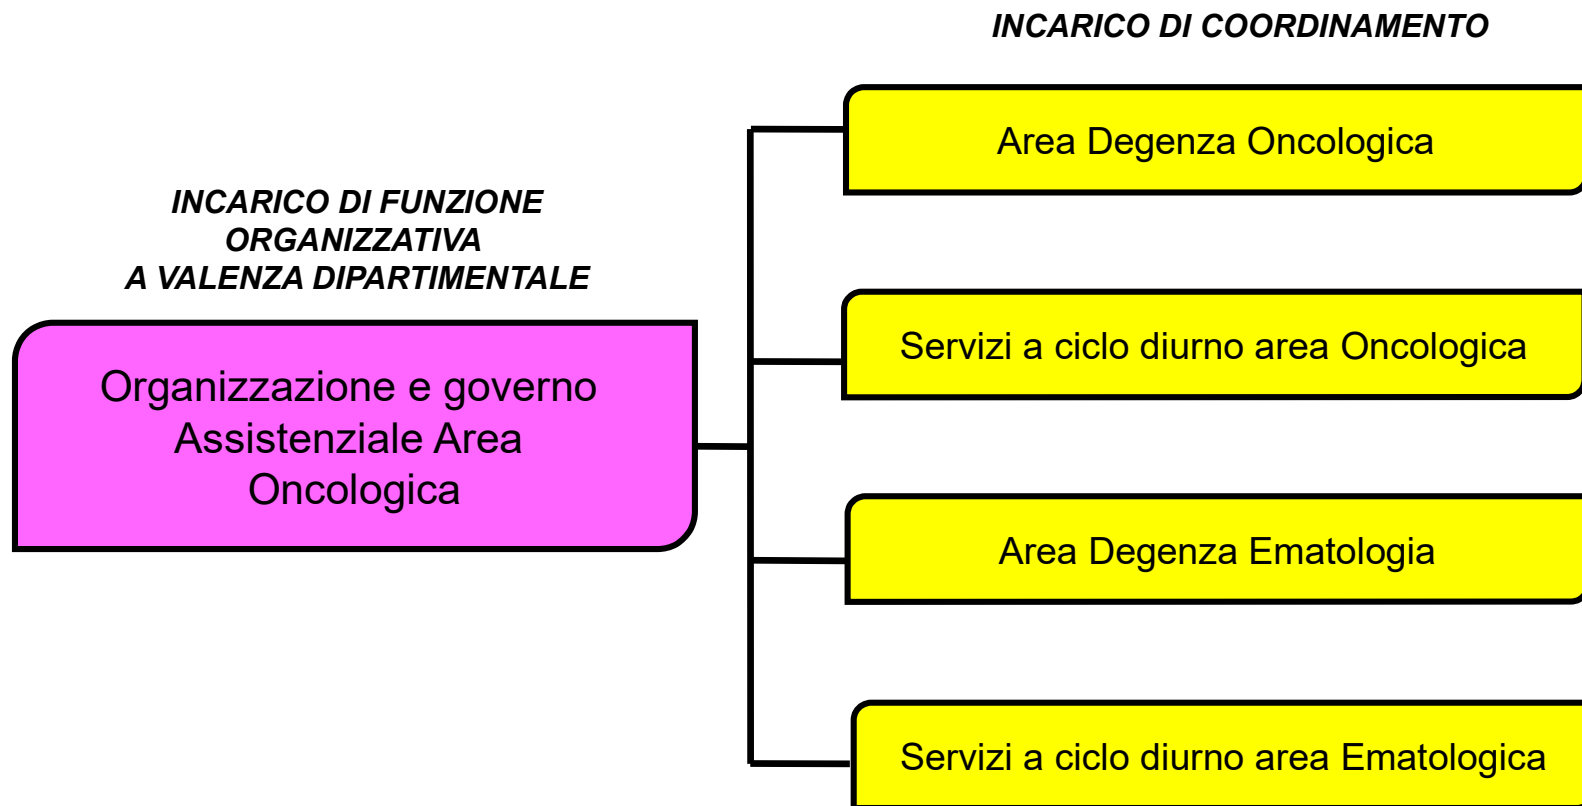 INCARICO DI COORDINAMENTO
Area Degenza Oncologica
INCARICO DI FUNZIONE
ORGANIZZATIVA
A VALENZA DIPARTIMENTALE
Servizi a ciclo diurno area Oncologica
Organizzazione e governo
Assistenziale Area
Oncologica
Area Degenza Ematologia
Servizi a ciclo diurno area Ematologica